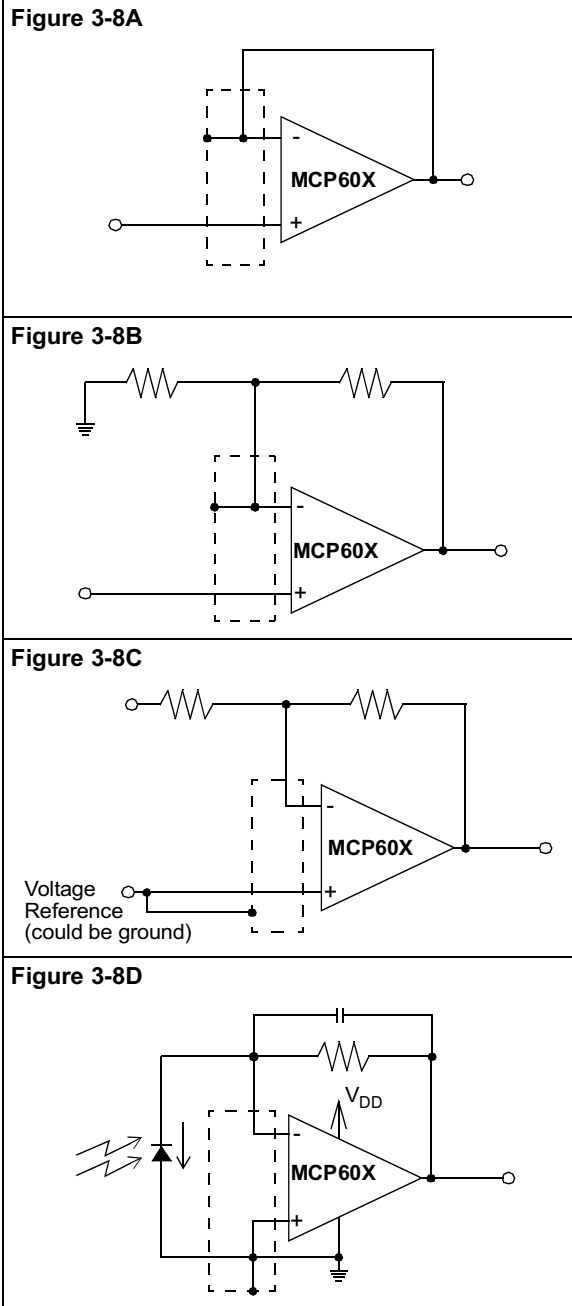 Figure 3-8A
-
MCP60X
+
Figure 3-8B
-
MCP60X
+
Figure 3-8C
-
MCP60X
Voltage
+
Reference
(could be ground)
Figure 3-8D
VDD
-
MCP60X
+